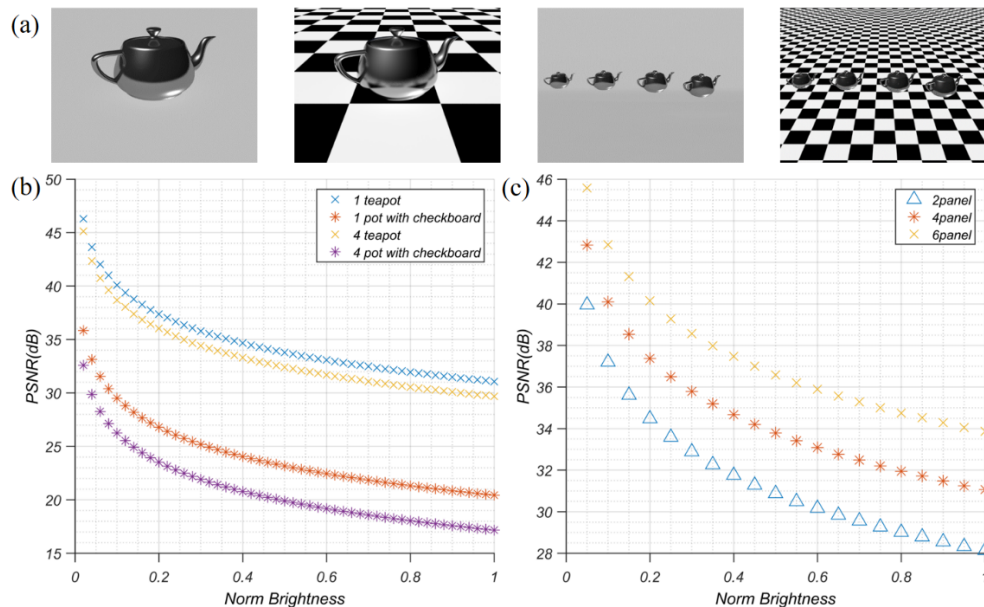 (a)
(b)
50
45
40
35
30
25
20
15
PSNR(dB)
0
0.2
0.4
0.6
0.8
1
Norm Brightness
1 teapot
1 pot with checkboard
4 teapot
4 pot with checkboard
(c)
46
44
42
40
38
36
34
32
30
28
PSNR(dB)
0
0.2
0.4
0.6
0.8
1
Norm Brightness
2panel
4panel
6panel